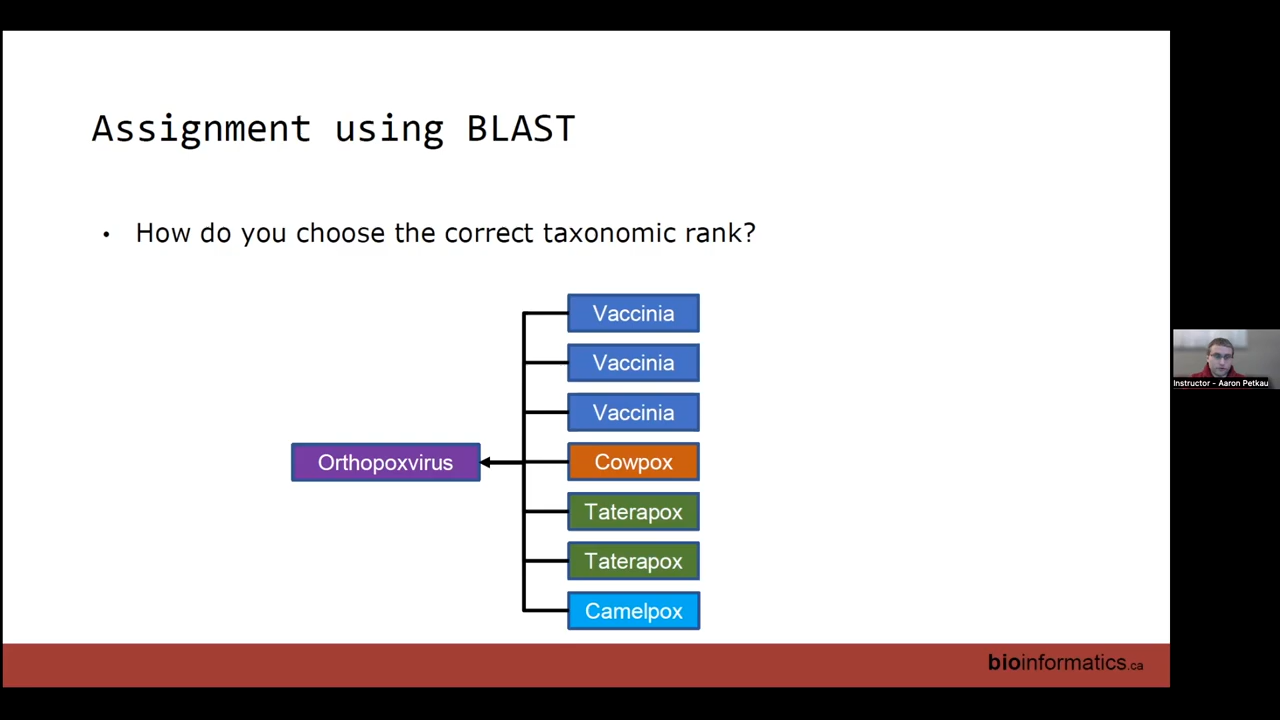 Assignment using BLAST
• How do you choose the correct taxonomic rank?
Vaccinia
Vaccinia
Vaccinia
Orthopoxvirus
Cowpox
Taterapox
Taterapox
Camelpox
Instructor - Aaron Petkau
bioinformatics.ca